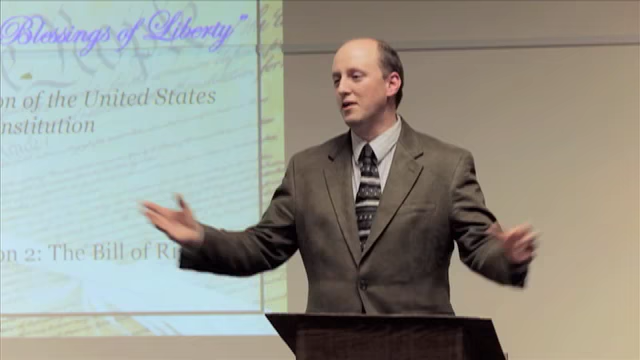 Blessings of Liberty"
on of the United States
nstitution
on 2: The Bill of Ri